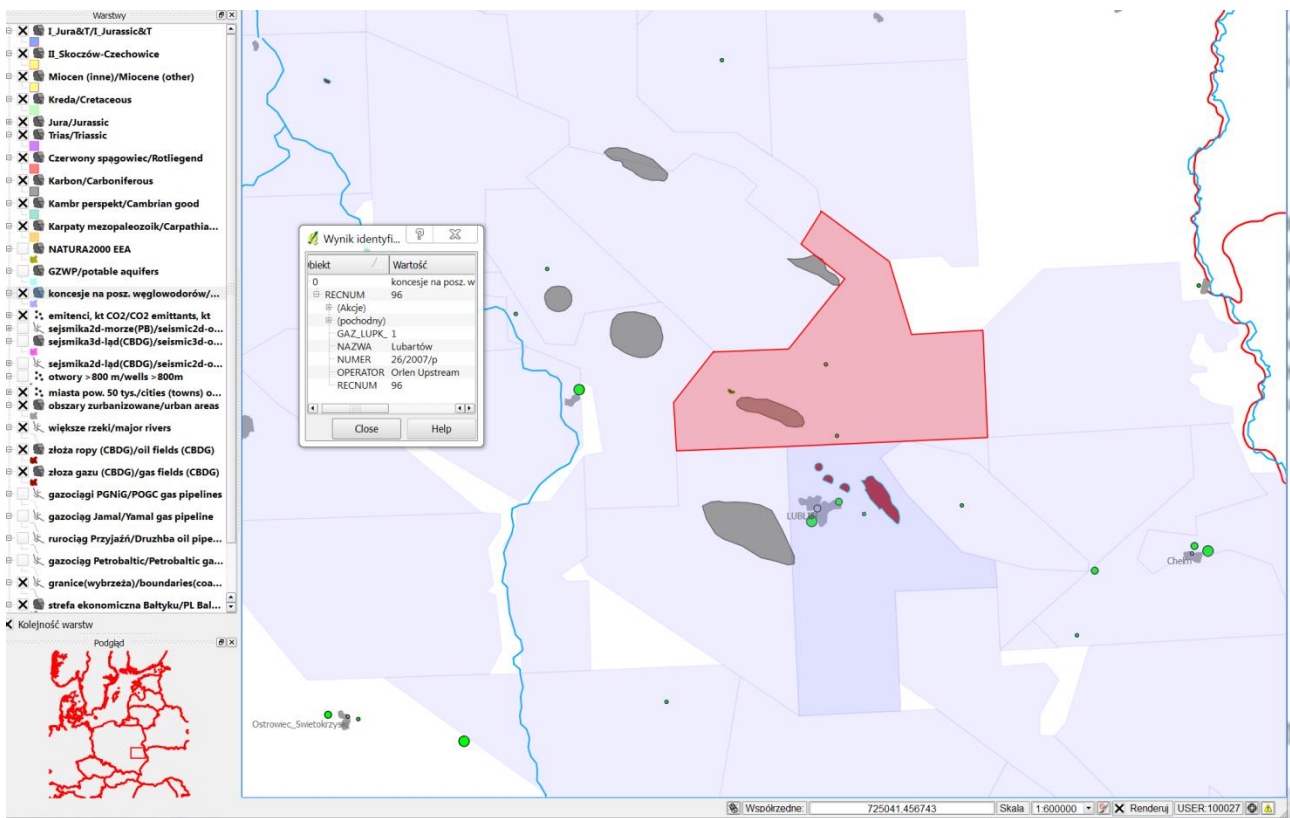 Warstwy
I_Jura&T/I_Jurassic&T
II_Skoczów-Czechowice
Miocen (inne)/Miocene (other)
Kreda/Cretaceous
Jura/Jurassic
Trias/Triassic
Czerwony spągowiec/Rotliegend
Karbon/Carboniferous
Kambr perspekt/Cambrian good
Karpaty mezopaleozoik/Carpathia...
NATURA2000 EEA
GZWP/potable aquifers
koncesje na posz. węglowodorów/...
emitenci, kt CO2/CO2 emittants, kt
sejsmika2d-morze(PB)/seismic2d-o...
sejsmika3d-ląd(CBDG)/seismic3d-o...
sejsmika2d-ląd(CBDG)/seismic2d-o...
otwory >800 m/wells >800m
miasta pow. 50 tys./cities (towns) o...
obszary zurbanizowane/urban areas
większe rzeki/major rivers
złoża ropy (CBDG)/oil fields (CBDG)
złoza gazu (CBDG)/gas fields (CBDG)
gazociągi PGNiG/POGC gas pipelines
gazociąg Jamal/Yamal gas pipeline
rurociąg Przyjaźń/Druzhba oil pipe...
gazociąg Petrobaltic/Petrobaltic ga...
granice(wybrzeża)/boundaries(coa...
strefa ekonomiczna Bałtyku/PL Bal...
Kolejność warstw
Podgląd
Wynik identyfi...
Wartość
0 koncesje na posz. w
RECNUM 96
(Akcje)
(pochodny)
GAZ_LUPK_ 1
NAZWA Lubartów
NUMER 26/2007/p
OPERATOR Orlen Upstream
RECNUM 96
Close Help
Chełm
Ostrowiec_Swietokrzysk
Współrzędne: 725041.456743 Skala 1:600000 Renderuj USER:100027